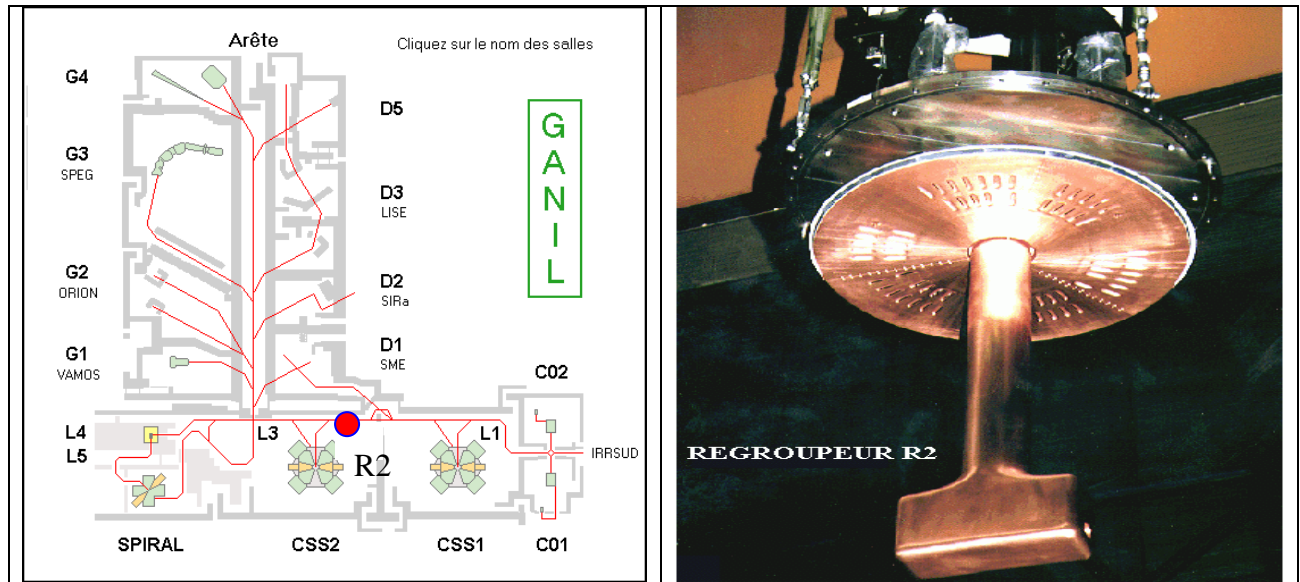 Arête
Cliquez sur le nom des salles
G4
D5
G
A
N
I
L
G3
SPEG
D3
LISE
G2
ORION
D2
SIRa
G1
VAMOS
D1
SME
C02
L4
L5
L3
L1
R2
IRRSUD
SPIRAL
CSS2
CSS1
C01
REGROUPEUR R2